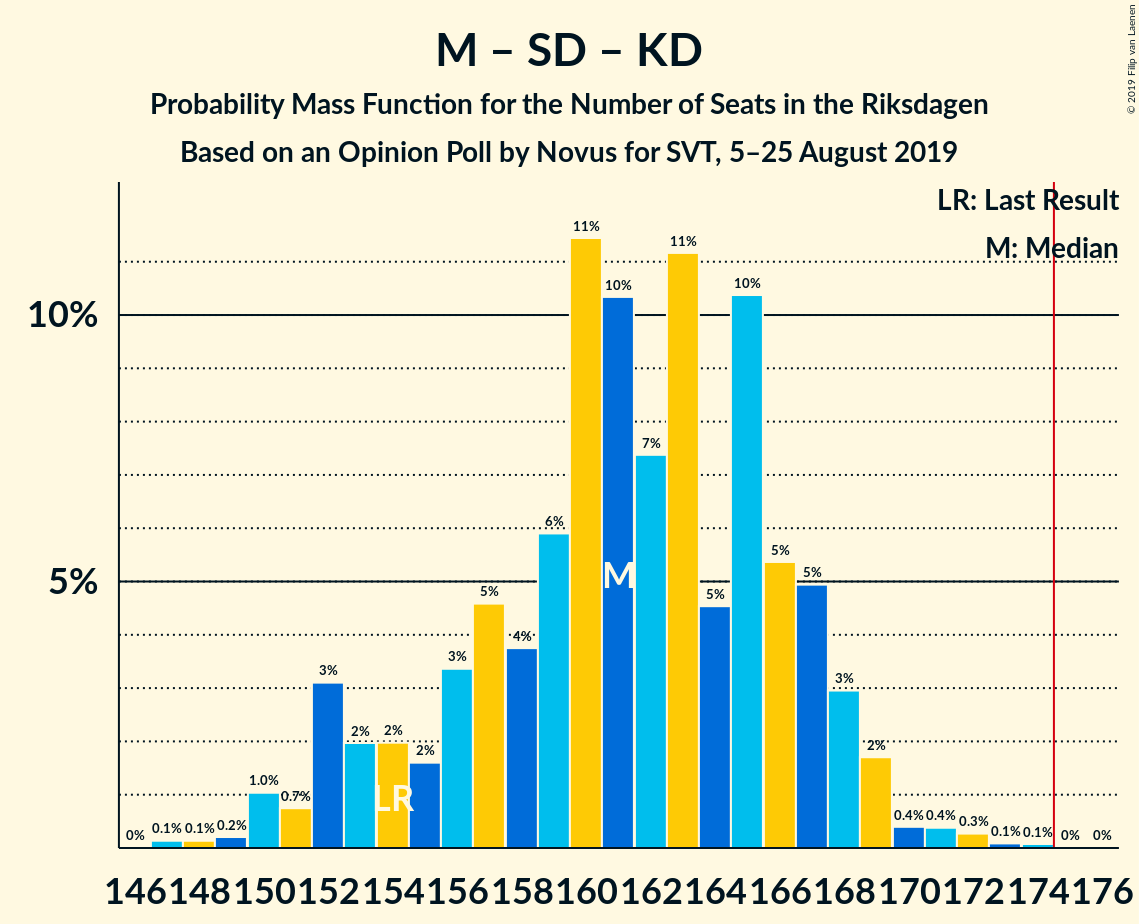 M – SD – KD
Probability Mass Function for the Number of Seats in the Riksdagen
Based on an Opinion Poll by Novus for SVT, 5–25 August 2019
© 2019 Filip van Laenen
LR: Last Result
M: Median
10%
5%
0% 0.1% 0.1% 0.2% 1.0% 0.7% 3% 2% 2% 2% 3% 5% 4% 6% 11% 10% 7% 11% 5% 10% 5% 5% 3% 2% 0.4% 0.4% 0.3% 0.1% 0.1% 0% 0%
M
LR
146 148 150 152 154 156 158 160 162 164 166 168 170 172 174 176